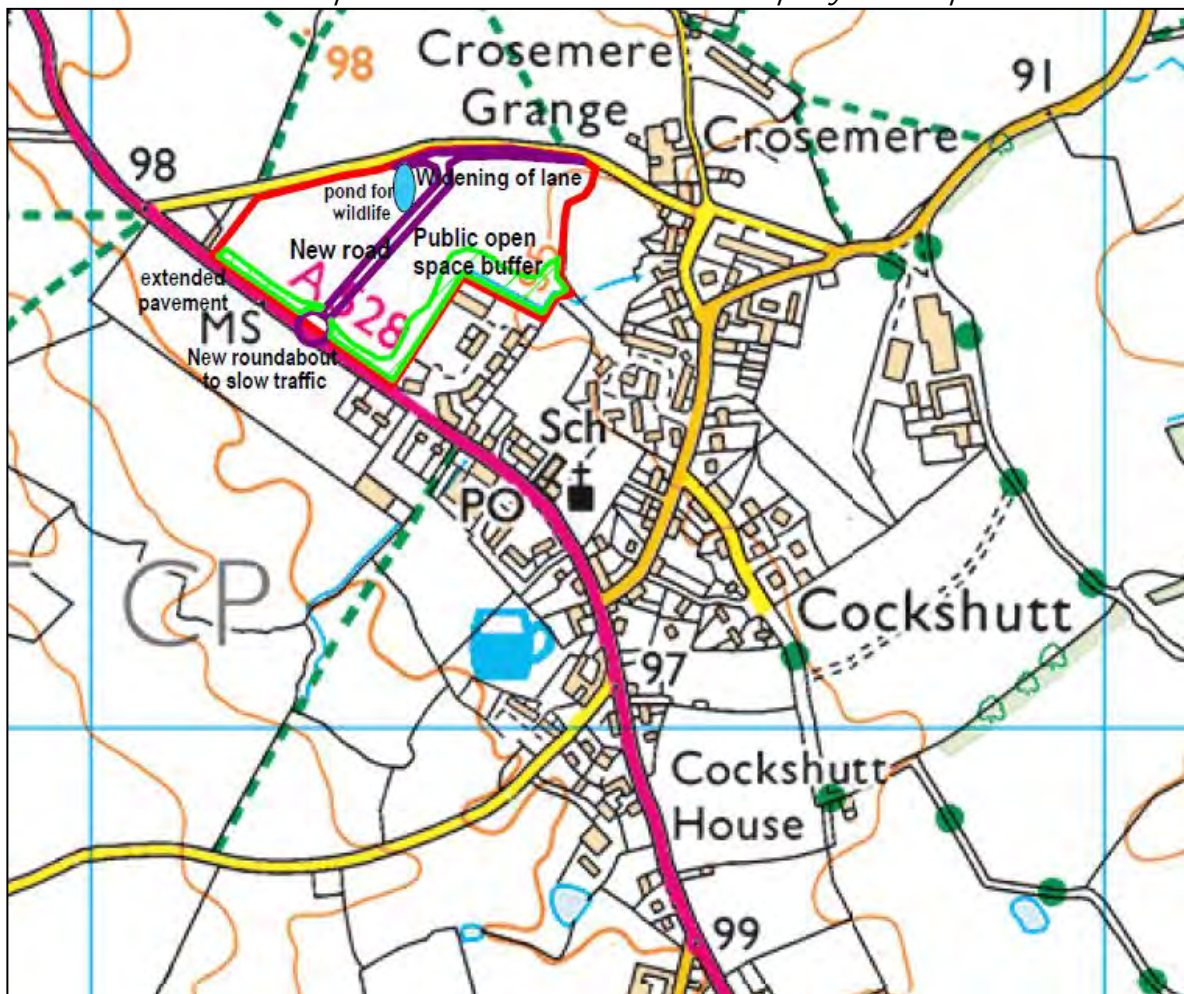 Crosemere
Grange
98
91
Crosemere
98
Widening of lane
pond for
wildlife
Public open
space buffer
New road
extended
pavement
MS
New roundabout
to slow traffic
Sch
PO
CP
Cockshutt
97
Cockshutt
House
99